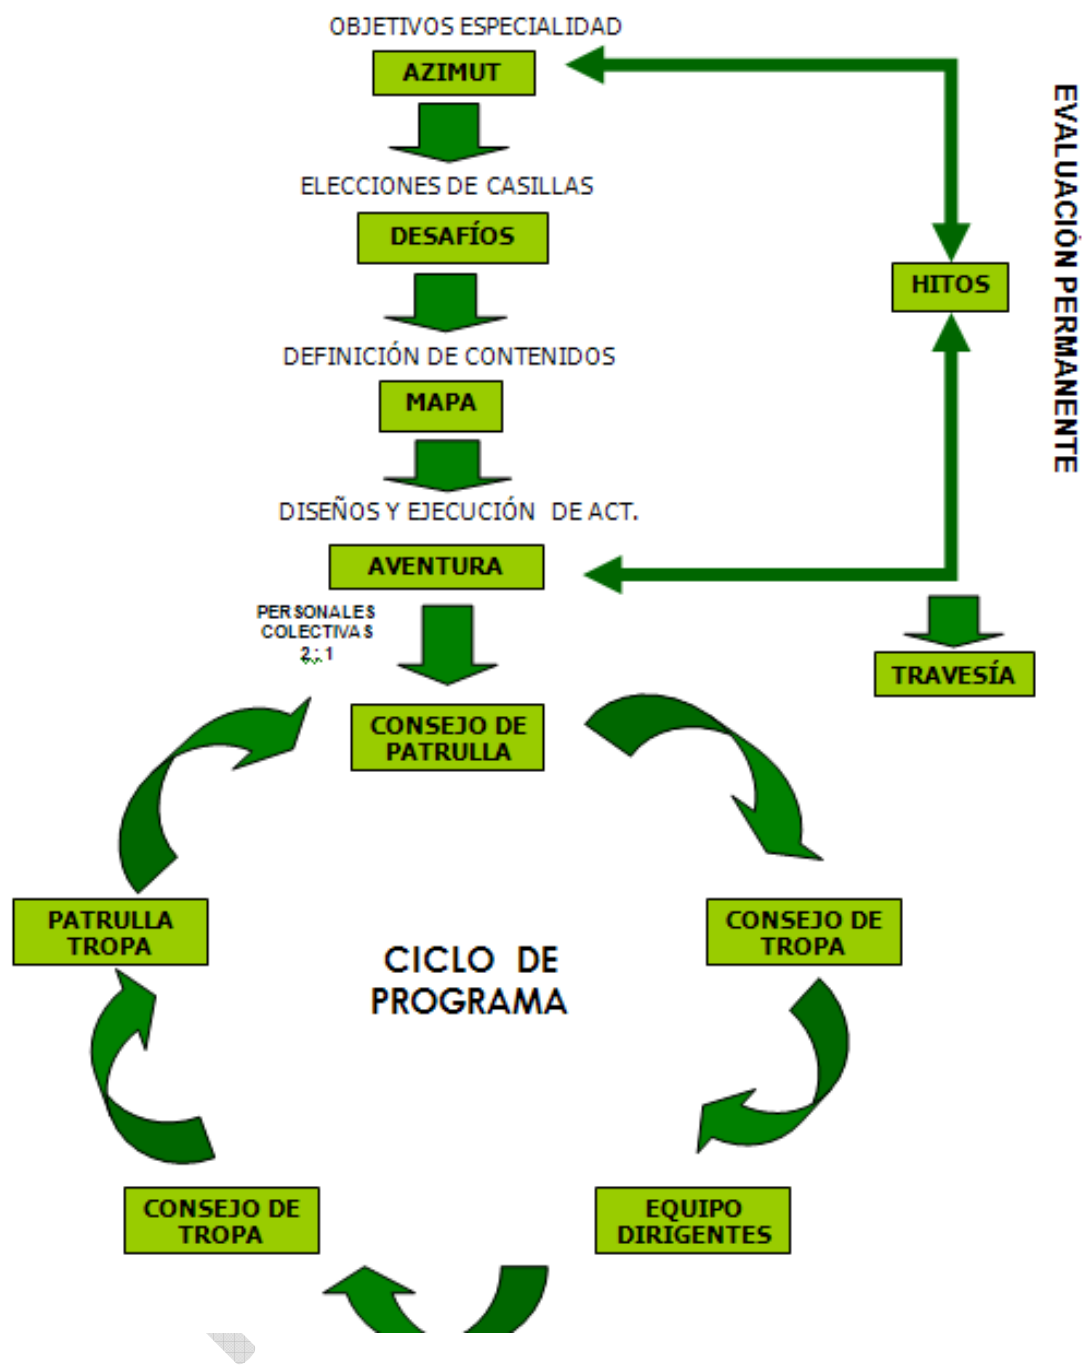 OBJETIVOS ESPECIALIDAD
AZIMUT
ELECCIONES DE CASILLAS
DESAFÍOS
DEFINICIÓN DE CONTENIDOS
MAPA
DISEÑOS Y EJECUCIÓN DE ACT.
AVENTURA
PERSONALES
COLECTIVAS
2 : 1
HITOS
EVALUACIÓN PERMANENTE
TRAVESÍA
CONSEJO DE
PATRULLA
CONSEJO DE
TROPA
EQUIPO
DIRIGENTES
CONSEJO DE
TROPA
PATRULLA
TROPA
CICLO DE
PROGRAMA